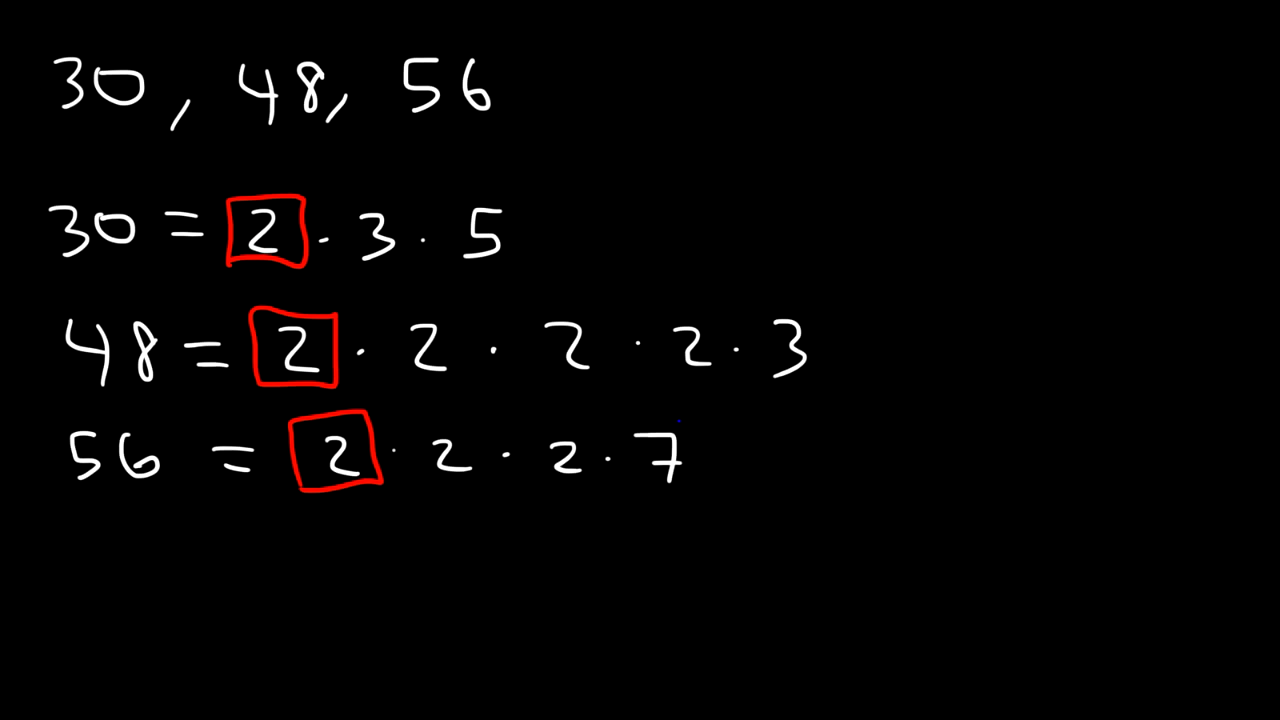 30, 48, 56
30 = 2 · 3 · 5
48 = 2 · 2 · 2 · 2 · 3
56 = 2 · 2 · 2 · 7